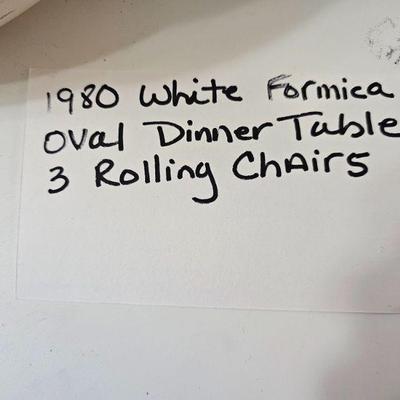 1980 White Formica
Oval Dinner Table
3 Rolling Chairs